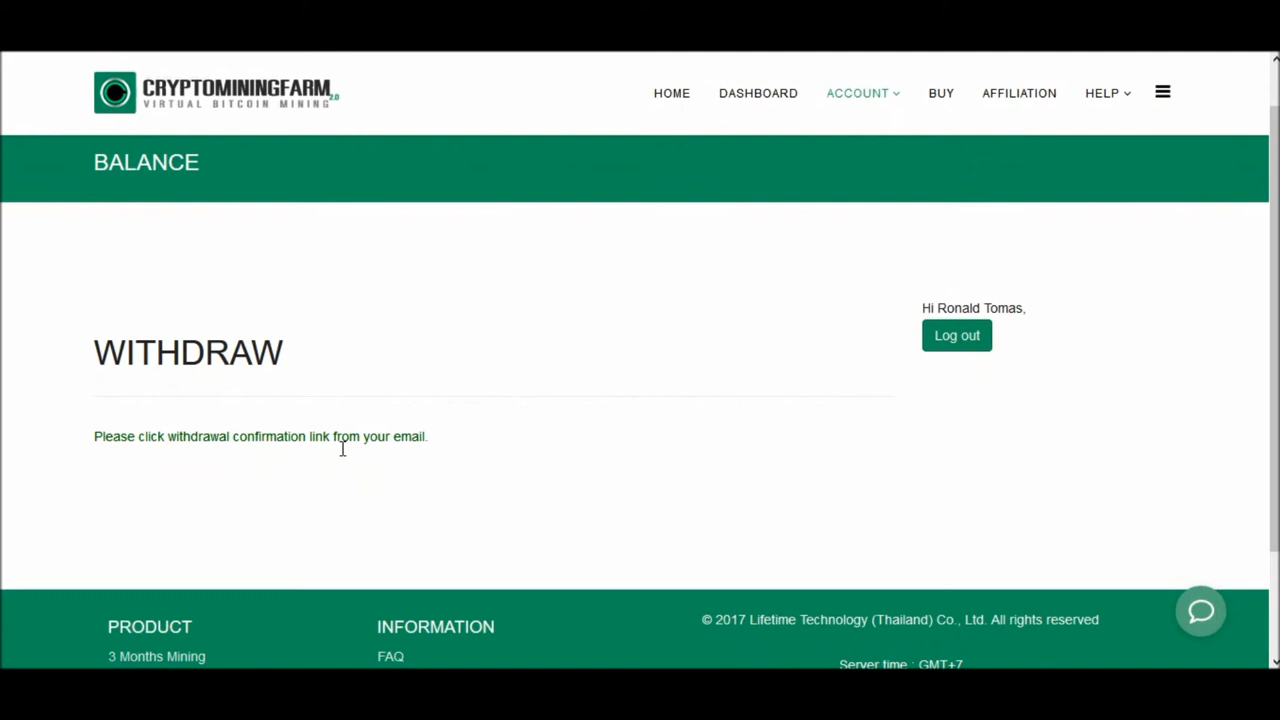 CRYPTOMININGFARM 2.0
VIRTUAL BITCOIN MINING
HOME DASHBOARD ACCOUNT BUY AFFILIATION HELP
BALANCE
Hi Ronald Tomas,
Log out
WITHDRAW
Please click withdrawal confirmation link from your email.
PRODUCT
3 Months Mining
INFORMATION
FAQ
© 2017 Lifetime Technology (Thailand) Co., Ltd. All rights reserved
Server time : GMT+7